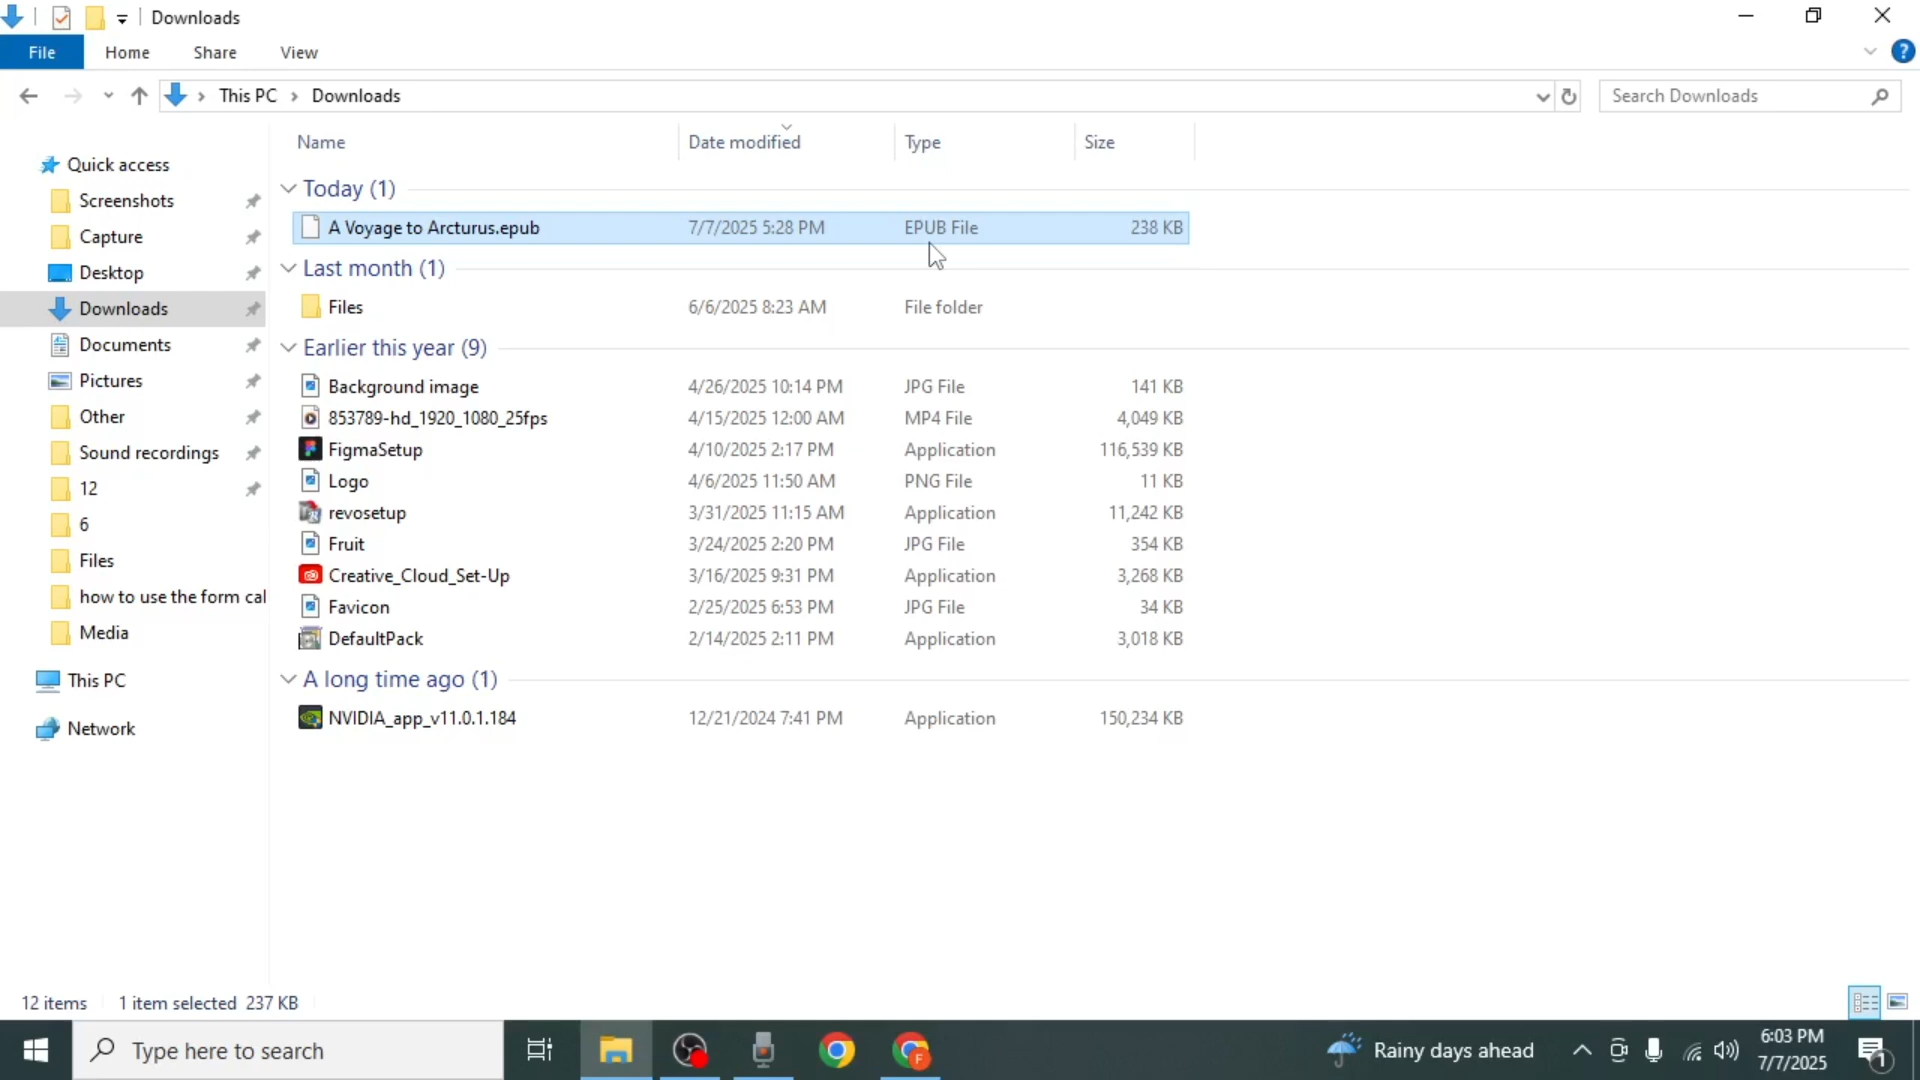 Downloads
File Home Share View
This PC Downloads Search Downloads
Name Date modified Type Size
Quick access
Screenshots
Capture
Desktop
Downloads
Documents
Pictures
Other
Sound recordings
12
6
Files
how to use the form cal
Media
This PC
Network
Today (1)
A Voyage to Arcturus.epub 7/7/2025 5:28 PM EPUB File 238 KB
Last month (1)
Files 6/6/2025 8:23 AM File folder
Earlier this year (9)
Background image 4/26/2025 10:14 PM JPG File 141 KB
853789-hd_1920_1080_25fps 4/15/2025 12:00 AM MP4 File 4,049 KB
FigmaSetup 4/10/2025 2:17 PM Application 116,539 KB
Logo 4/6/2025 11:50 AM PNG File 11 KB
revosetup 3/31/2025 11:15 AM Application 11,242 KB
Fruit 3/24/2025 2:20 PM JPG File 354 KB
Creative_Cloud_Set-Up 3/16/2025 9:31 PM Application 3,268 KB
Favicon 2/25/2025 6:53 PM JPG File 34 KB
DefaultPack 2/14/2025 2:11 PM Application 3,018 KB
A long time ago (1)
NVIDIA_app_v11.0.1.184 12/21/2024 7:41 PM Application 150,234 KB
12 items 1 item selected 237 KB
Type here to search
F
Rainy days ahead
6:03 PM
7/7/2025
1